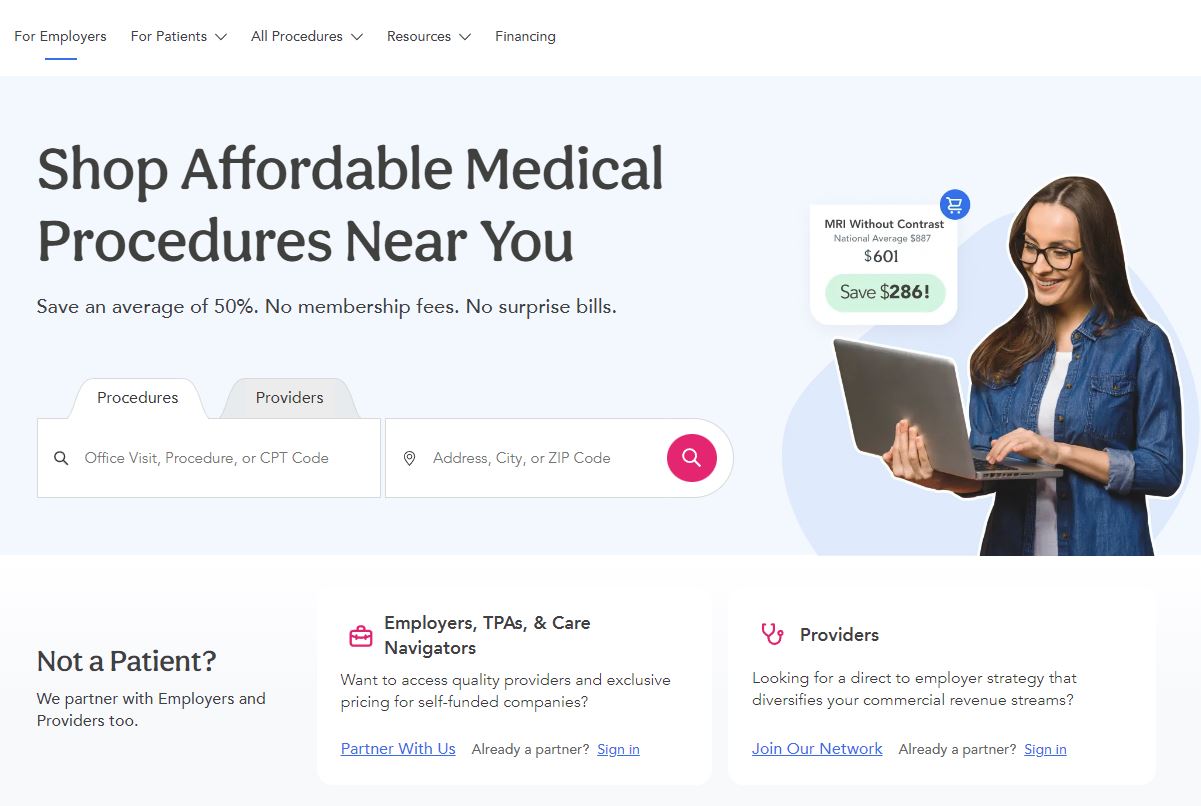 For Employers For Patients All Procedures Resources Financing
Shop Affordable Medical
Procedures Near You
Save an average of 50%. No membership fees. No surprise bills.
MRI Without Contrast
National Average $887
$601
Save $286!
Procedures Providers
Office Visit, Procedure, or CPT Code Address, City, or ZIP Code
Not a Patient?
We partner with Employers and
Providers too.
Employers, TPAs, & Care
Navigators
Want to access quality providers and exclusive
pricing for self-funded companies?
Partner With Us Already a partner? Sign in
Providers
Looking for a direct to employer strategy that
diversifies your commercial revenue streams?
Join Our Network Already a partner? Sign in